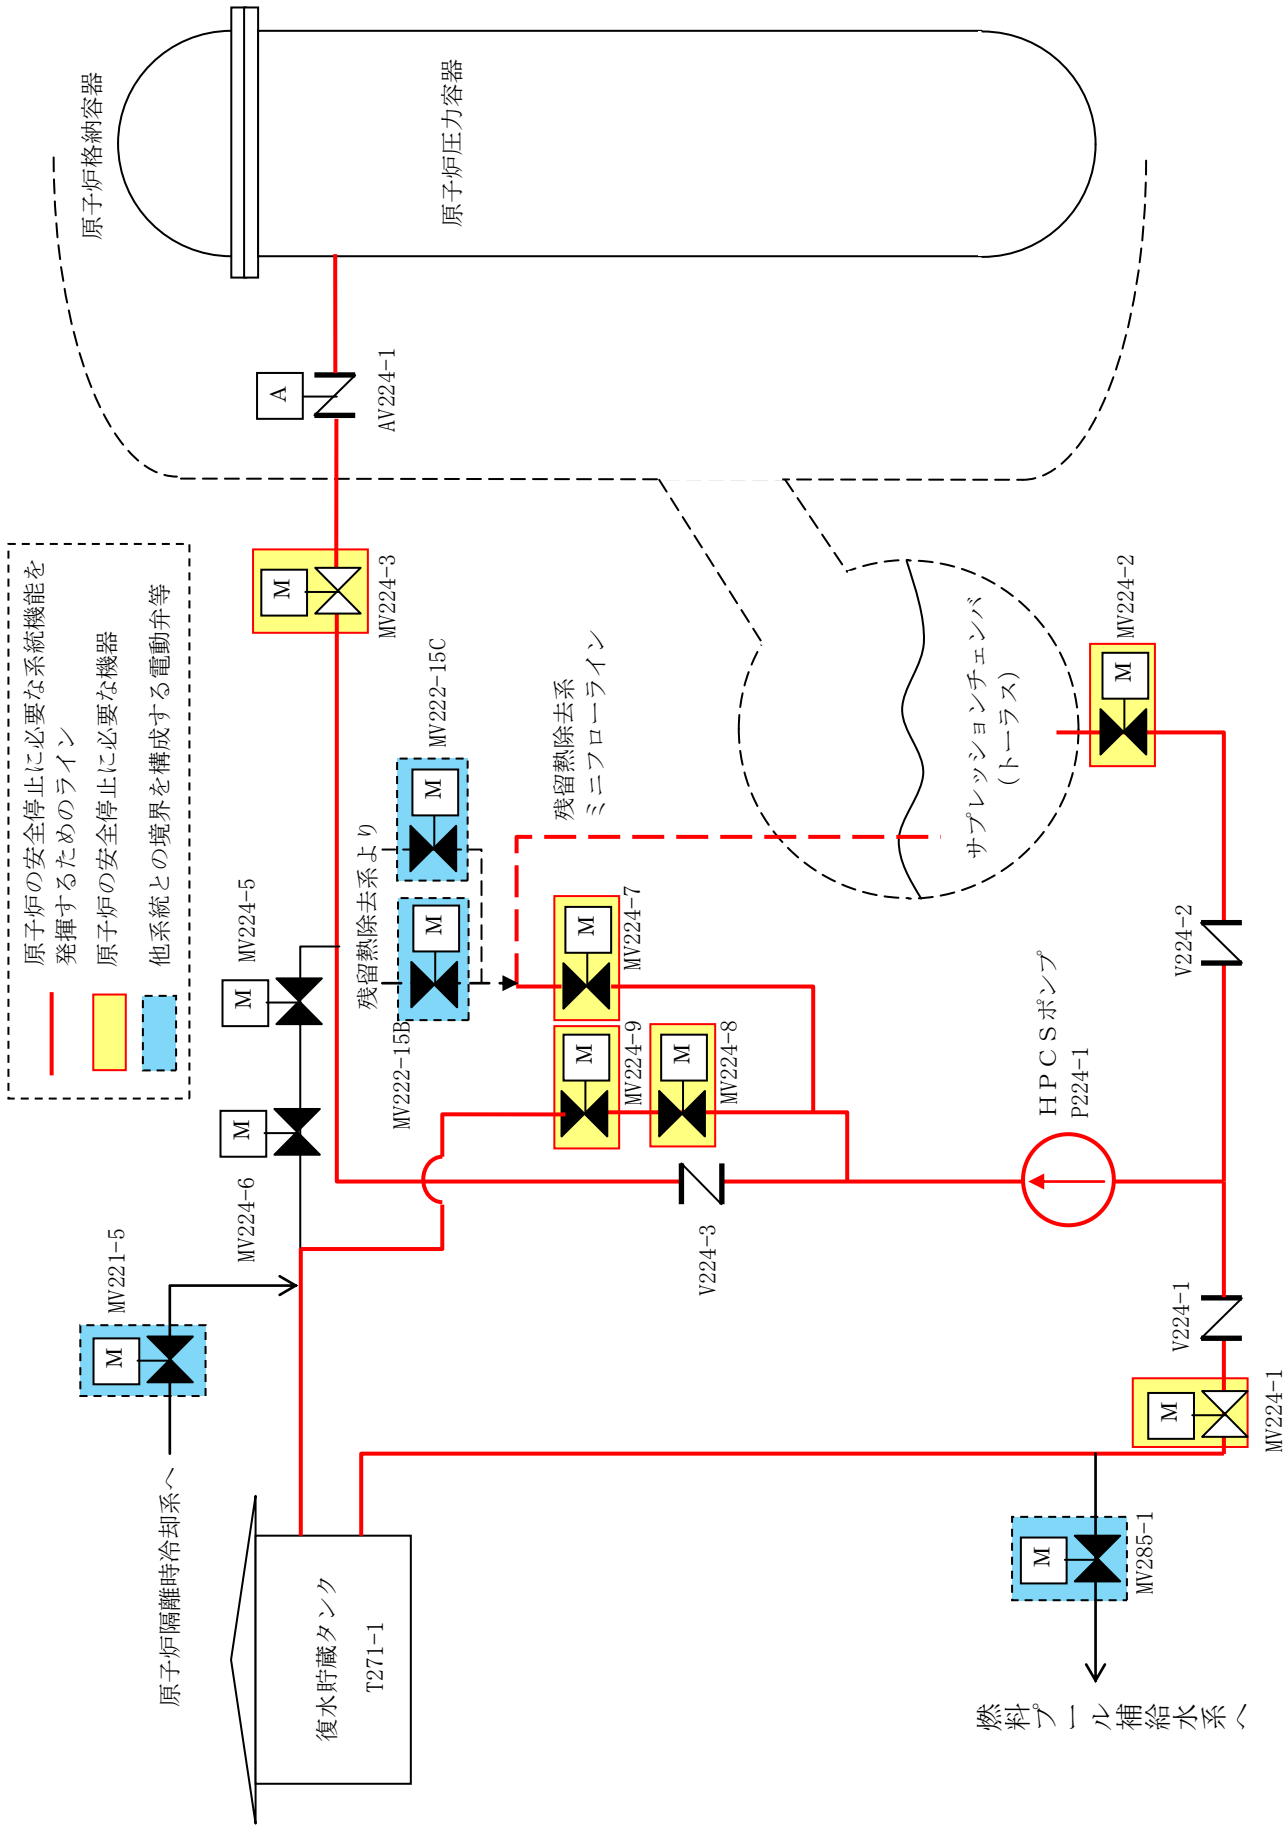 原子炉の安全停止に必要な系統機能を
発揮するためのライン
原子炉の安全停止に必要な機器
他系統との境界を構成する電動弁等
原子炉格納容器
原子炉圧力容器
A
AV224-1
M
MV224-3
M
MV224-5
M
MV224-6
M
MV221-5
原子炉隔離時冷却系へ
復水貯蔵タンク
T271-1
残留熱除去系より
M
MV222-15B
M
MV222-15C
残留熱除去系
ミニフローライン
M
MV224-7
M
MV224-9
M
MV224-8
V224-3
サプレッションチェンバ
(トーラス)
M
MV224-2
V224-2
HPCSポンプ
P224-1
V224-1
M
MV224-1
M
MV285-1
燃料プール補給水系へ